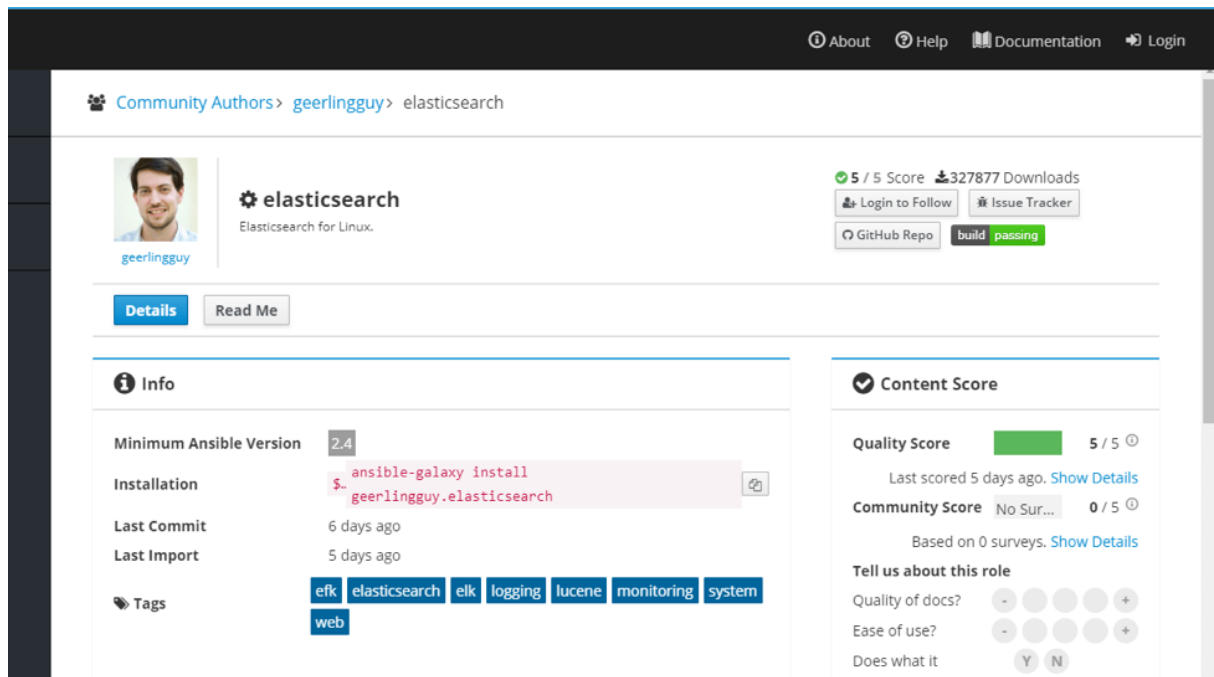 About Help Documentation Login
Community Authors> geerlingguy> elasticsearch
elasticsearch
Elasticsearch for Linux.
geerlingguy
5 / 5 Score 327877 Downloads
Login to Follow Issue Tracker
GitHub Repo build passing
Details Read Me
Info
Minimum Ansible Version 2.4
Installation $.. ansible-galaxy install
geerlingguy.elasticsearch
Last Commit 6 days ago
Last Import 5 days ago
Tags efk elasticsearch elk logging lucene monitoring system
web
Content Score
Quality Score 5 / 5
Last scored 5 days ago. Show Details
Community Score No Sur... 0 / 5
Based on 0 surveys. Show Details
Tell us about this role
Quality of docs? - +
Ease of use? - +
Does what it Y N